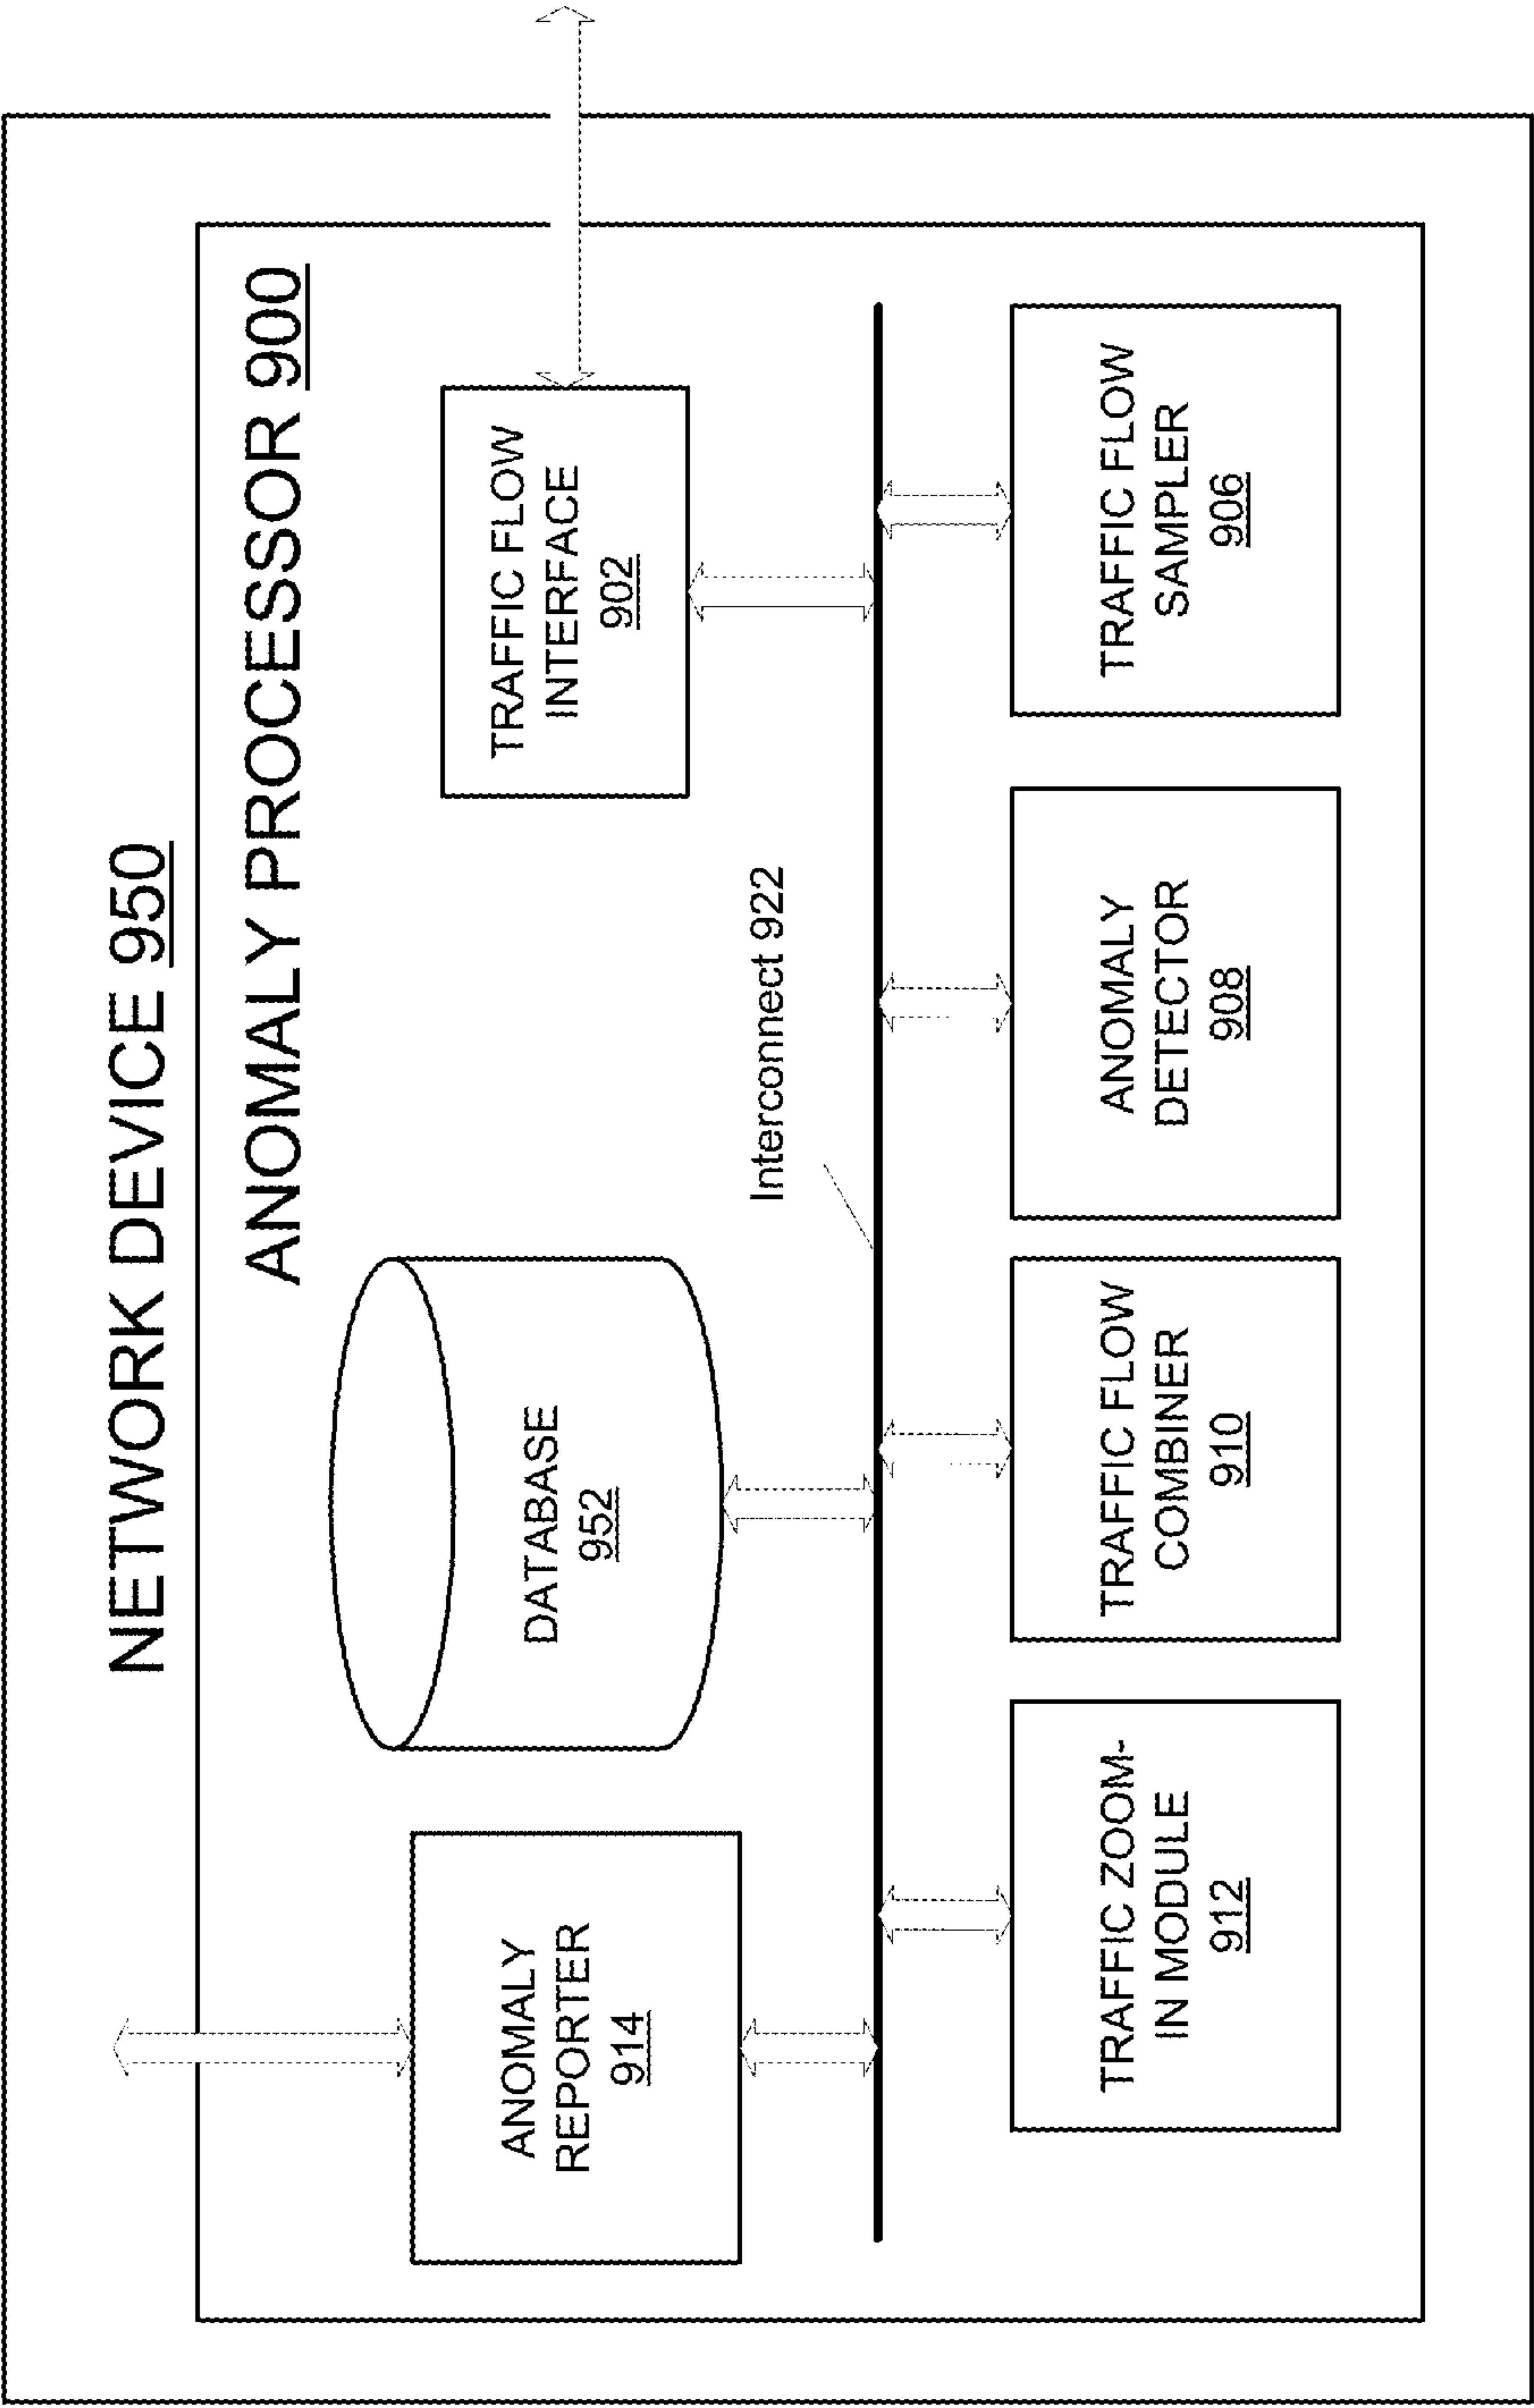 NETWORK DEVICE 950
ANOMALY PROCESSOR 900
ANOMALY
REPORTER
914
DATABASE
952
TRAFFIC FLOW
INTERFACE
902
Interconnect 922
TRAFFIC ZOOM-
IN MODULE
912
TRAFFIC FLOW
COMBINER
910
ANOMALY
DETECTOR
908
TRAFFIC FLOW
SAMPLER
906